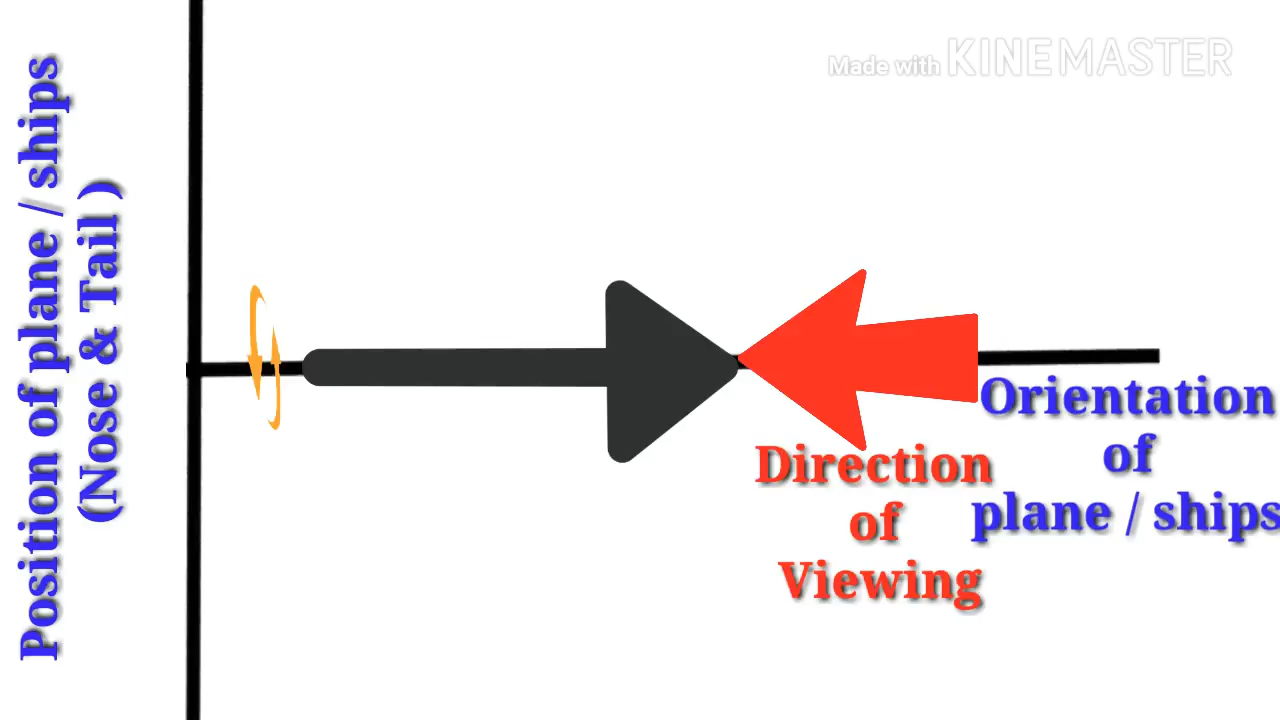 Position of plane / ships
(Nose & Tail )
Made with KINEMASTER
Direction
of
Viewing
Orientation
of
plane / ships